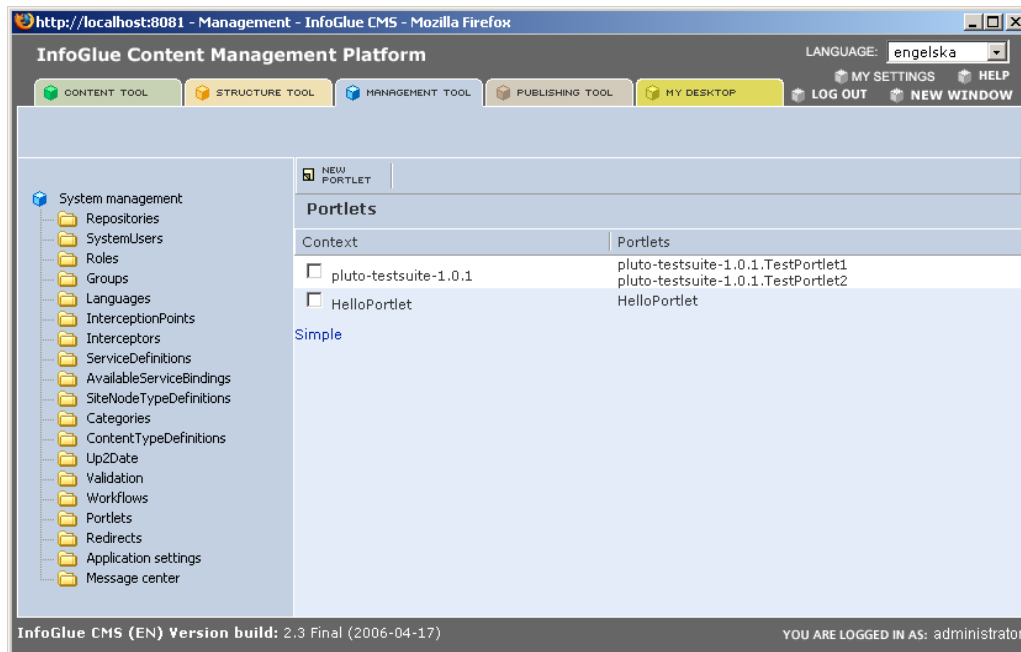 http://localhost:8081 - Management - InfoGlue CMS - Mozilla Firefox
InfoGlue Content Management Platform
LANGUAGE: engelska
MY SETTINGS HELP
CONTENT TOOL STRUCTURE TOOL MANAGEMENT TOOL PUBLISHING TOOL MY DESKTOP
LOG OUT NEW WINDOW
NEW
PORTLET
System management
Repositories
SystemUsers
Roles
Groups
Languages
InterceptionPoints
Interceptors
ServiceDefinitions
AvailableServiceBindings
SiteNodeTypeDefinitions
Categories
ContentTypeDefinitions
Up2Date
Validation
Workflows
Portlets
Redirects
Application settings
Message center
Portlets
Context Portlets
pluto-testsuite-1.0.1
pluto-testsuite-1.0.1.TestPortlet1
pluto-testsuite-1.0.1.TestPortlet2
HelloPortlet HelloPortlet
Simple
InfoGlue CMS (EN) Version build: 2.3 Final (2006-04-17)
YOU ARE LOGGED IN AS: administrator